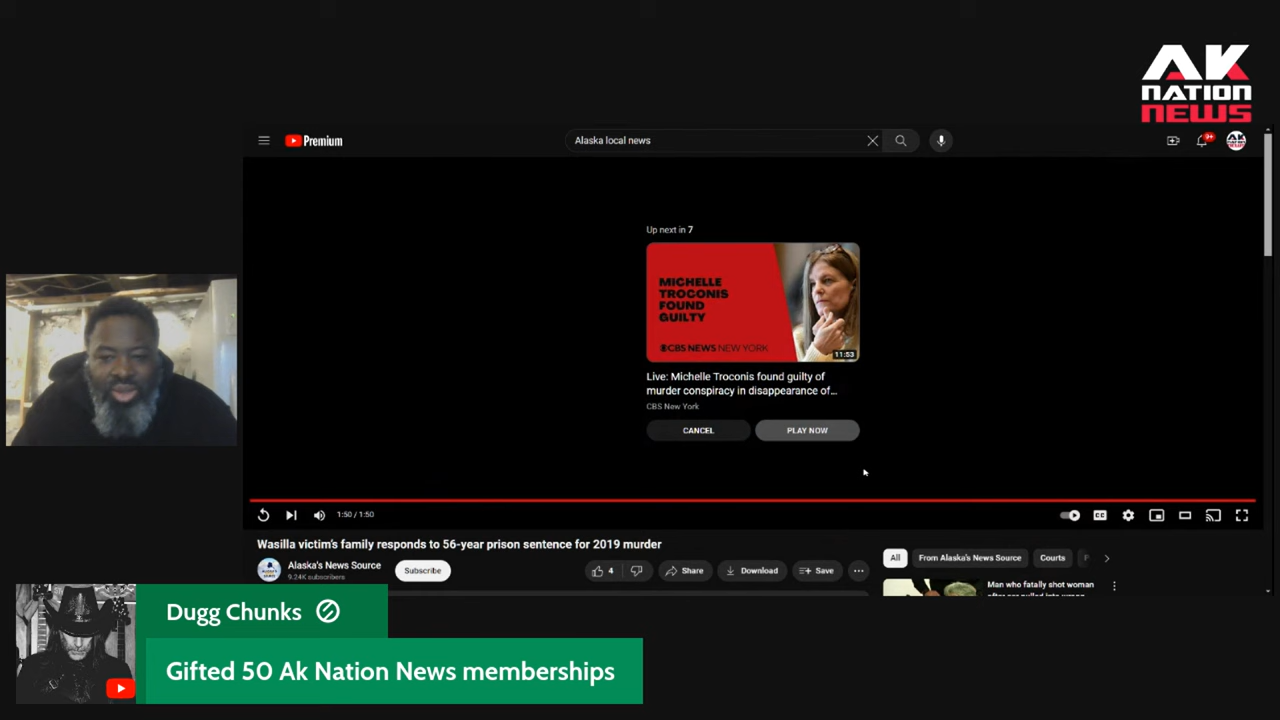 AK
NATION
NEWS
Premium
Alaska local news
9+
Up next in 7
MICHELLE
TROCONIS
FOUND
GUILTY
CBS NEWS NEW YORK
11:53
Live: Michelle Troconis found guilty of
murder conspiracy in disappearance of...
CBS New York
CANCEL
PLAY NOW
1:50 / 1:50
CC
Wasilla victim's family responds to 56-year prison sentence for 2019 murder
Alaska's News Source
9.24K subscribers
Subscribe
4
Share
Download
Save
All
From Alaska's News Source
Courts
Man who fatally shot woman
Dugg Chunks
Gifted 50 Ak Nation News memberships